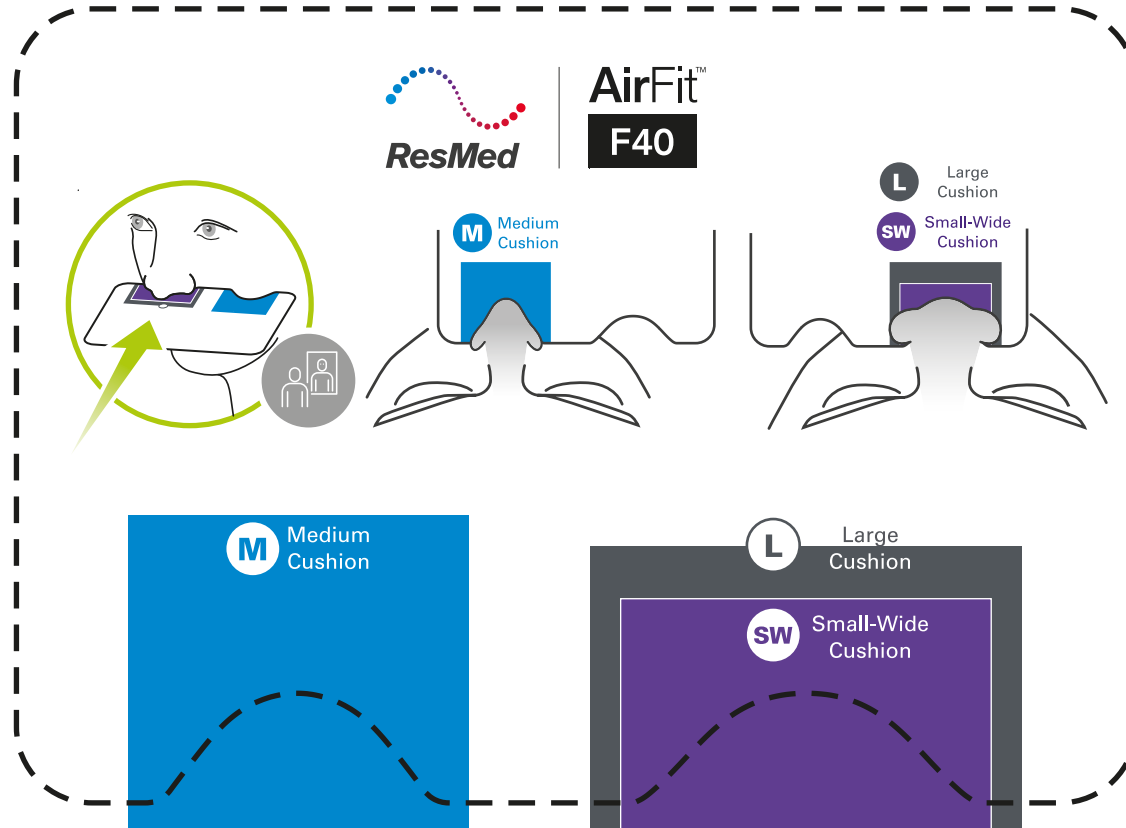 ResMed
AirFit™
F40
M
Medium
Cushion
L
Large
Cushion
SW
Small-Wide
Cushion
M
Medium
Cushion
L
Large
Cushion
SW
Small-Wide
Cushion